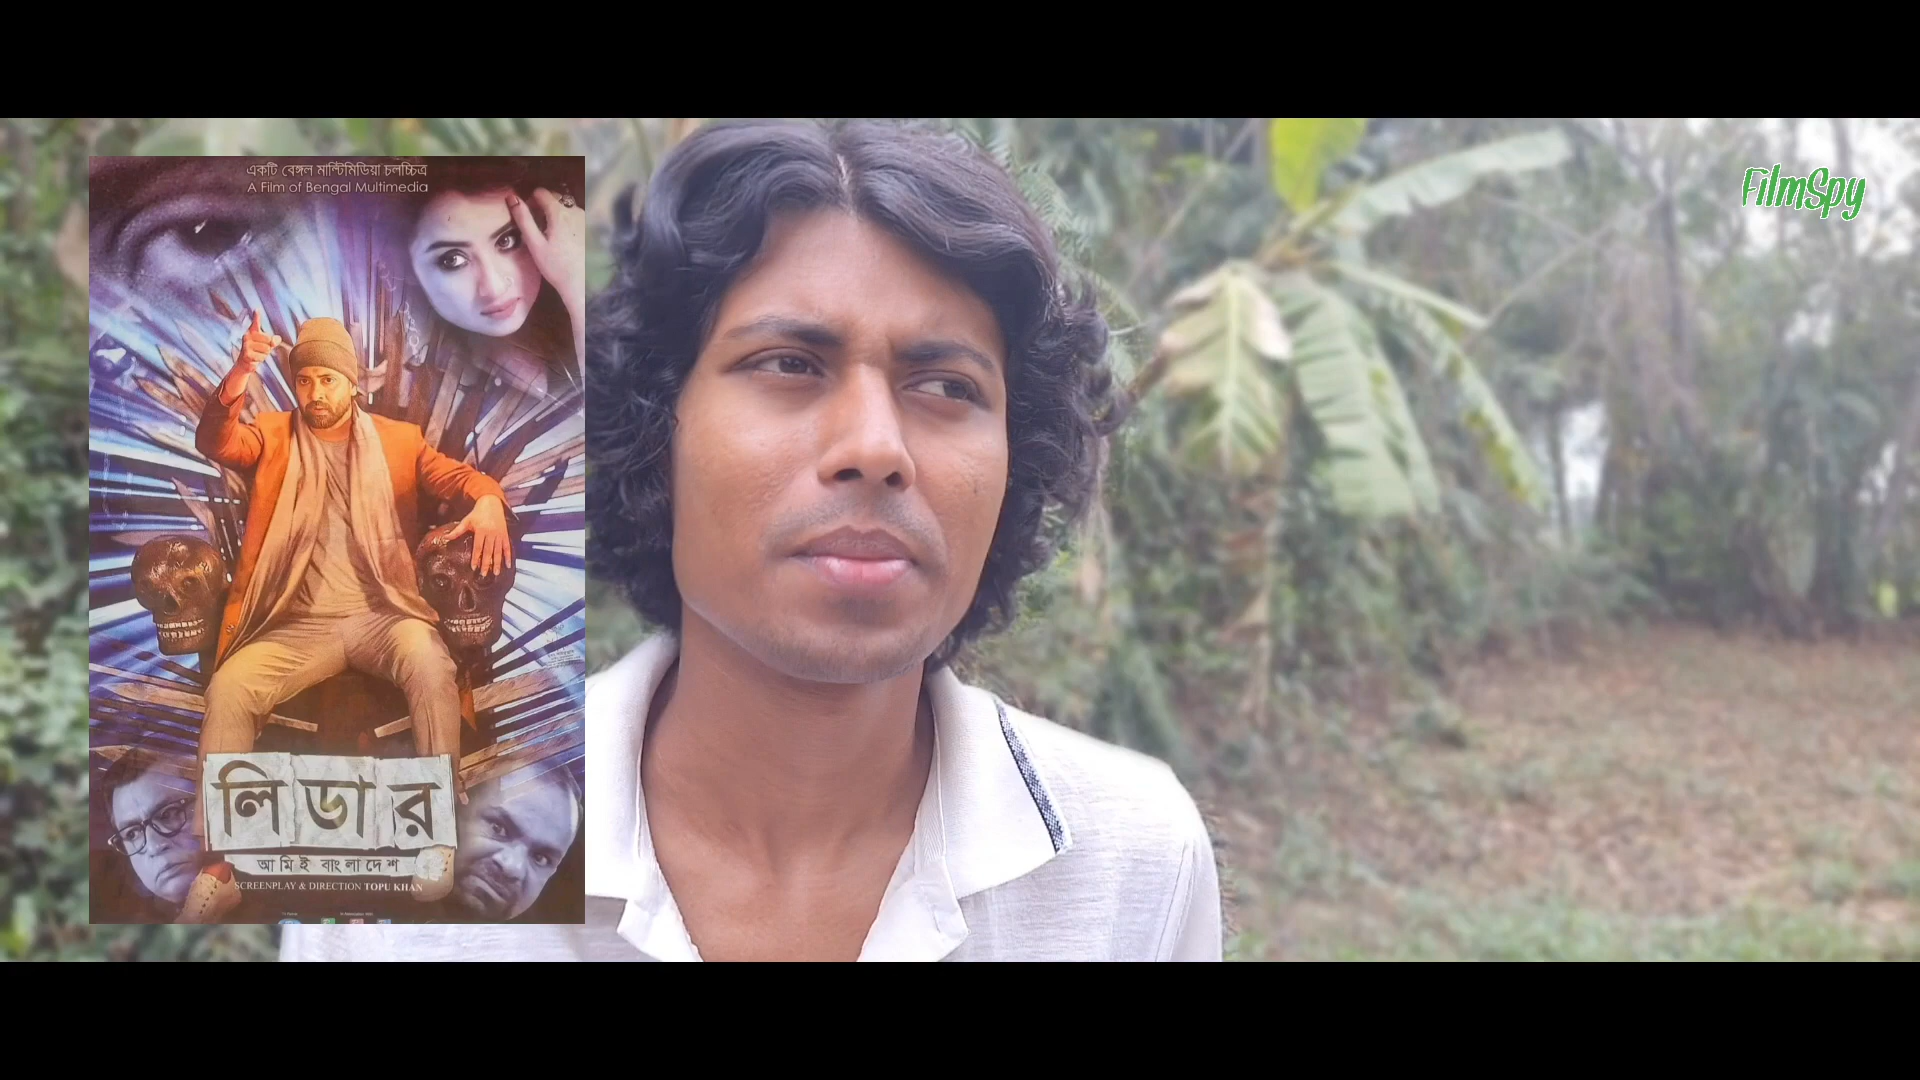 একটি বেঙ্গল মাল্টিমিডিয়া চলচ্চিত্র
A Film of Bengal Multimedia
FilmSpy
লিডার
আমিই বাংলাদেশ
SCREENPLAY & DIRECTION TOPU KHAN